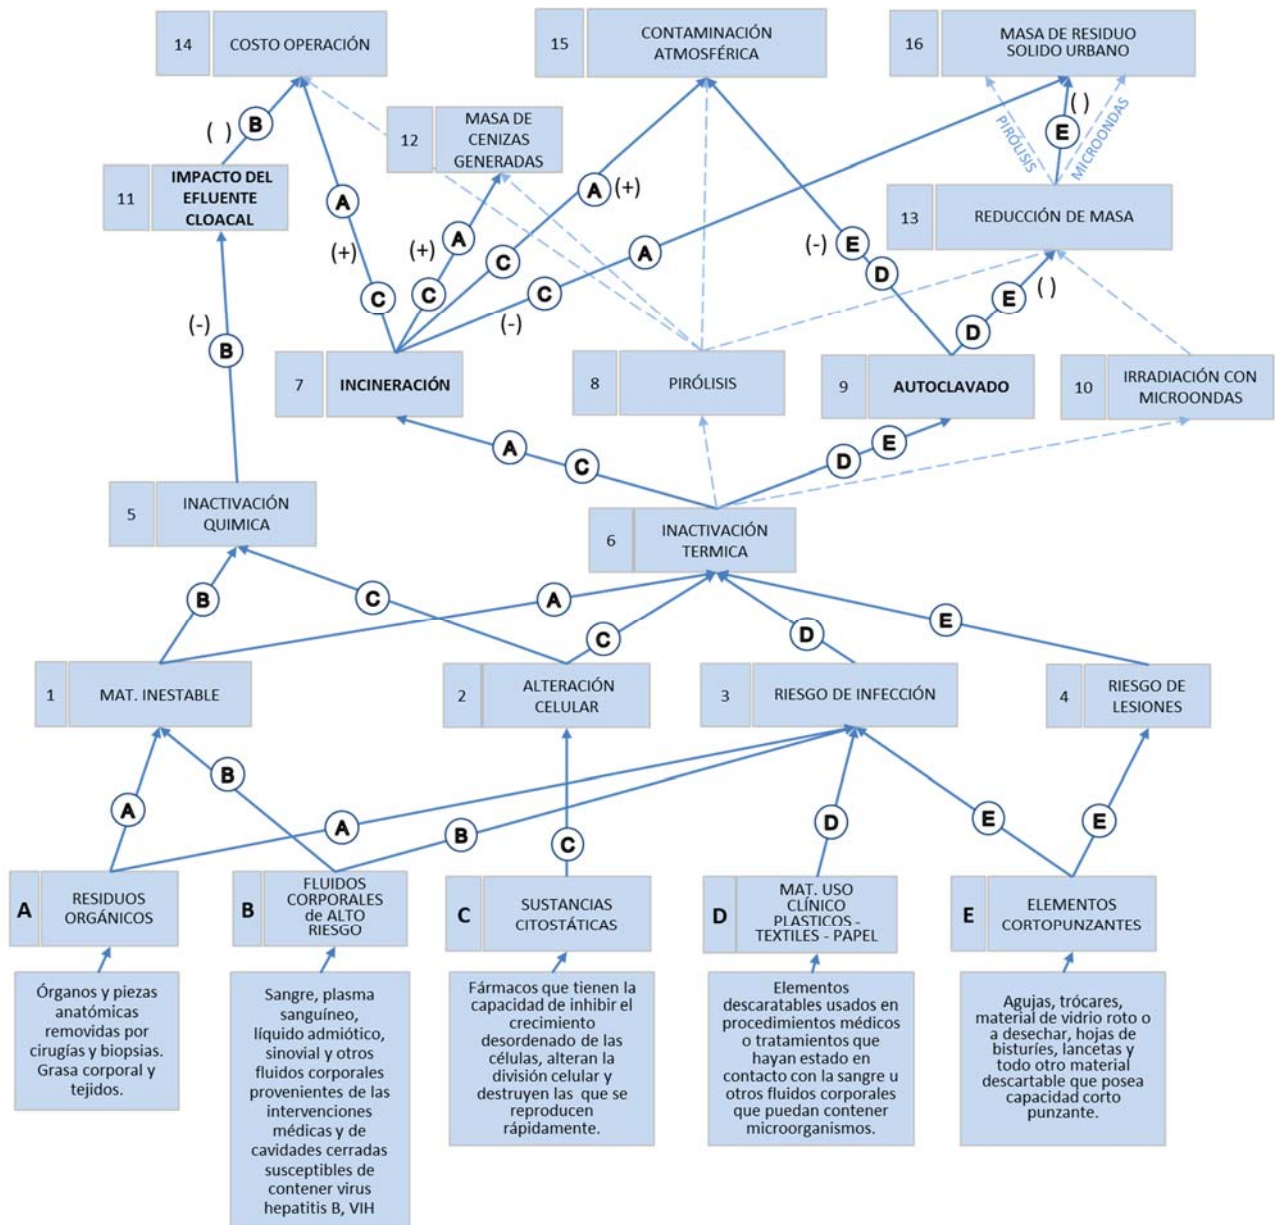 14
COSTO OPERACIÓN
15
CONTAMINACIÓN
ATMOSFÉRICA
16
MASA DE RESIDUO
SOLIDO URBANO
( )
B
12
MASA DE
CENIZAS
GENERADAS
PIRÓLISIS
E
( )
MICROONDAS
11
IMPACTO DEL
EFLUENTE
CLOACAL
A
(+)
A
(+)
A
(+)
C
C
C
A
C
(-)
(-)
E
D
13
REDUCCIÓN DE MASA
E
D
( )
(-)
B
7
INCINERACIÓN
8
PIRÓLISIS
9
AUTOCLAVADO
10
IRRADIACIÓN CON
MICROONDAS
A
C
D
E
5
INACTIVACIÓN
QUIMICA
6
INACTIVACIÓN
TERMICA
B
C
A
C
D
E
1
MAT. INESTABLE
2
ALTERACIÓN
CELULAR
3
RIESGO DE INFECCIÓN
4
RIESGO DE
LESIONES
A
B
A
B
C
D
E
E
A
RESIDUOS
ORGÁNICOS
B
FLUIDOS
CORPORALES
de ALTO
RIESGO
C
SUSTANCIAS
CITOSTÁTICAS
D
MAT. USO
CLÍNICO
PLASTICOS -
TEXTILES - PAPEL
E
ELEMENTOS
CORTOPUNZANTES
Órganos y piezas
anatómicas
removidas por
cirugías y biopsias.
Grasa corporal y
tejidos.
Sangre, plasma
sanguíneo,
líquido admiótico,
sinovial y otros
fluidos corporales
provenientes de las
intervenciones
médicas y de
cavidades cerradas
susceptibles de
contener virus
hepatitis B, VIH
Fármacos que tienen la
capacidad de inhibir el
crecimiento
desordenado de las
células, alteran la
división celular y
destruyen las que se
reproducen
rápidamente.
Elementos
descaratables usados en
procedimientos médicos
o tratamientos que
hayan estado en
contacto con la sangre u
otros fluidos corporales
que puedan contener
microorganismos.
Agujas, trócares,
material de vidrio roto o
a desechar, hojas de
bisturíes, lancetas y
todo otro material
descartable que posea
capacidad corto
punzante.